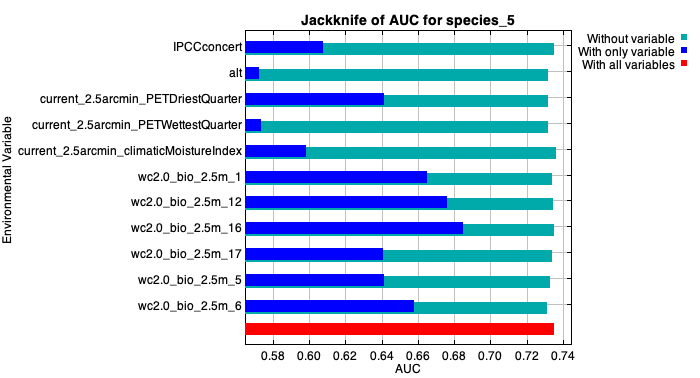 Jackknife of AUC for species_5
Without variable
With only variable
With all variables
Environmental Variable
IPCCconcert
alt
current_2.5arcmin_PETDriestQuarter
current_2.5arcmin_PETWettestQuarter
current_2.5arcmin_climaticMoistureIndex
wc2.0_bio_2.5m_1
wc2.0_bio_2.5m_12
wc2.0_bio_2.5m_16
wc2.0_bio_2.5m_17
wc2.0_bio_2.5m_5
wc2.0_bio_2.5m_6
0.58 0.60 0.62 0.64 0.66 0.68 0.70 0.72 0.74
AUC